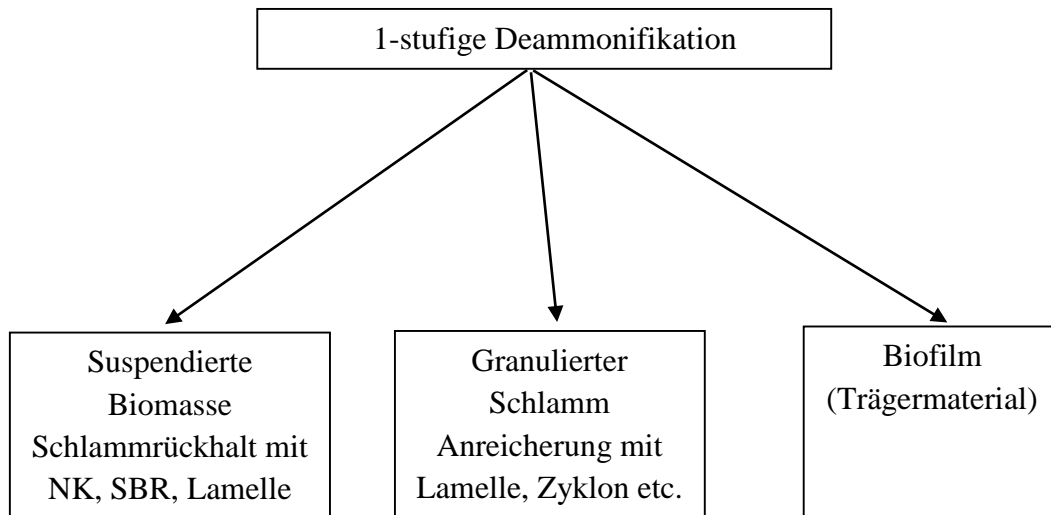 1-stufige Deammonifikation
Suspendierte
Biomasse
Schlammrückhalt mit
NK, SBR, Lamelle
Granulierter
Schlamm
Anreicherung mit
Lamelle, Zyklon etc.
Biofilm
(Trägermaterial)